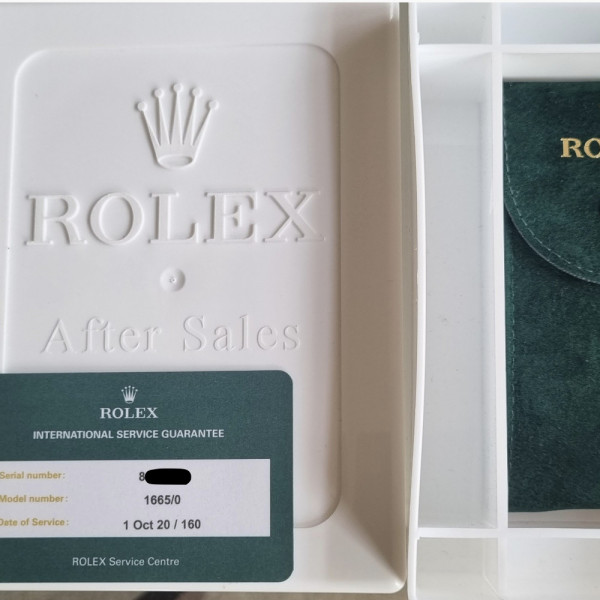 ROLEX
After Sales
ROLEX
INTERNATIONAL SERVICE GUARANTEE
Serial number: 8
Model number: 1665/0
Date of Service: 1 Oct 20 / 160
ROLEX Service Centre
RO